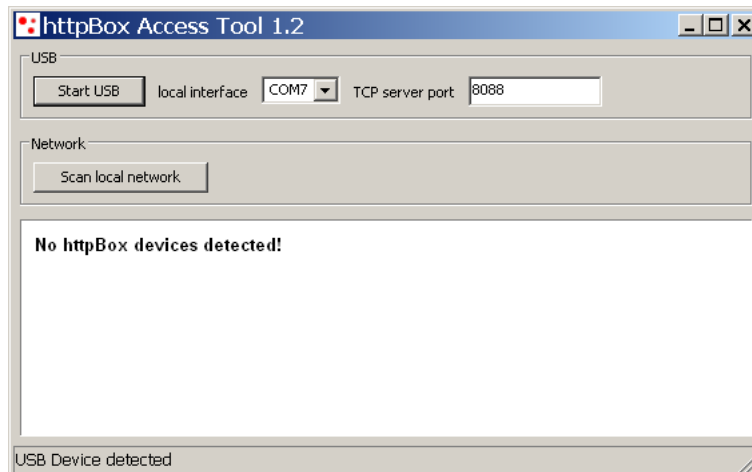 httpBox Access Tool 1.2
USB
Start USB local interface COM7 TCP server port 8088
Network
Scan local network
No httpBox devices detected!
USB Device detected